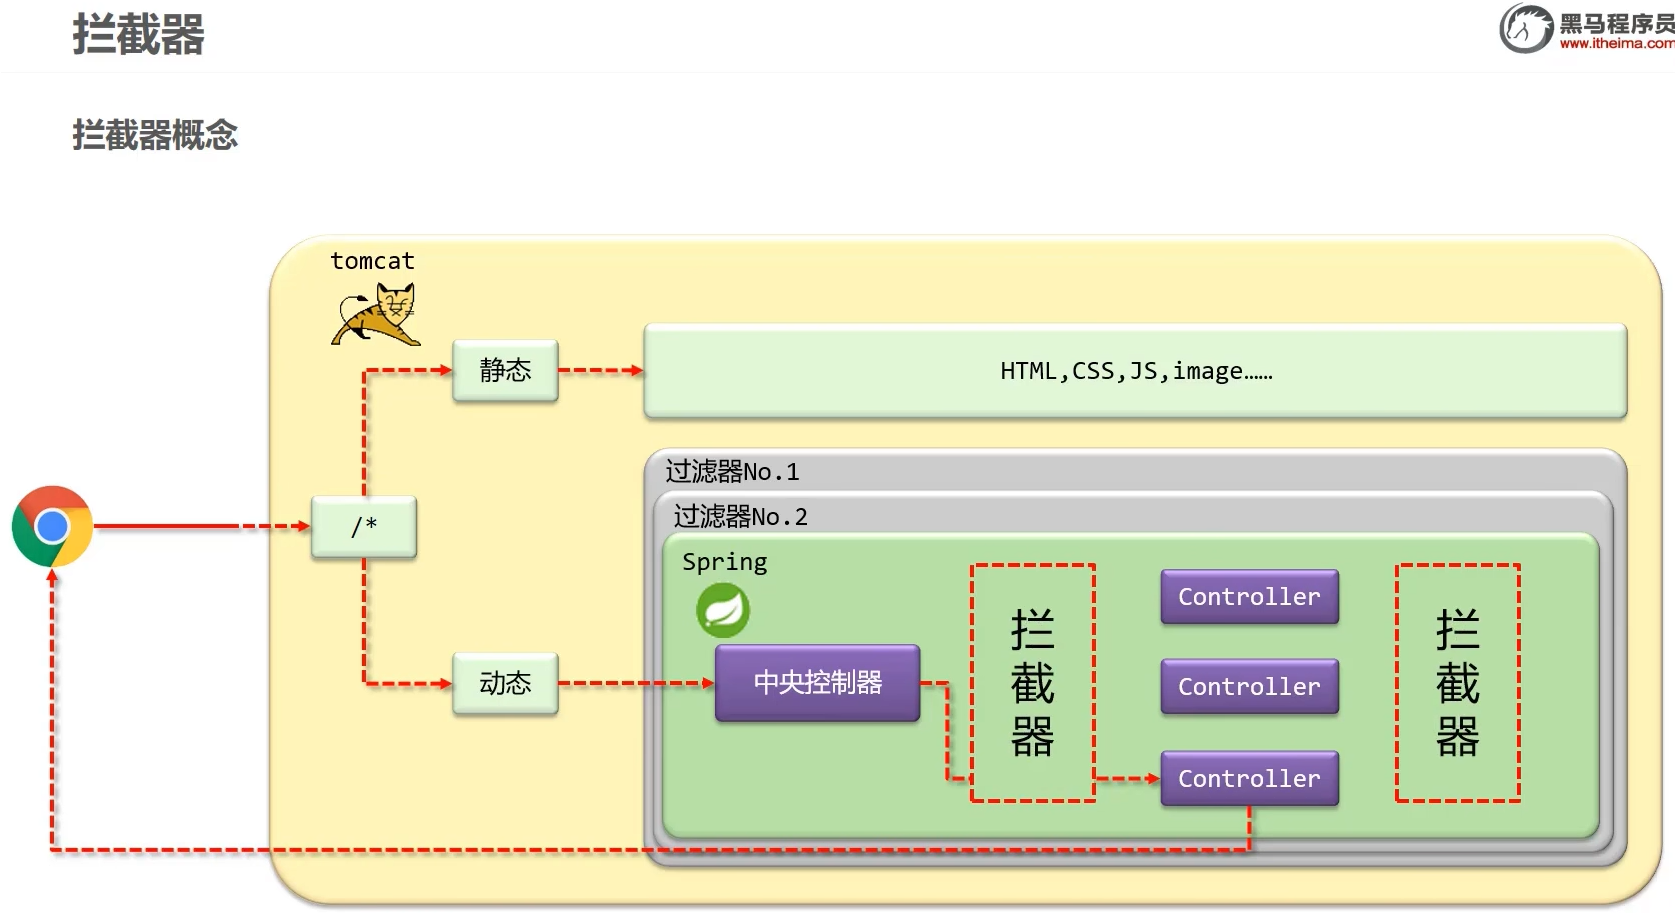 拦截器
黑马程序员
www.itheima.com
拦截器概念
tomcat
静态
HTML,CSS,JS,image……
过滤器No.1
过滤器No.2
/*
Spring
动态
中央控制器
拦截器
Controller
Controller
Controller
拦截器